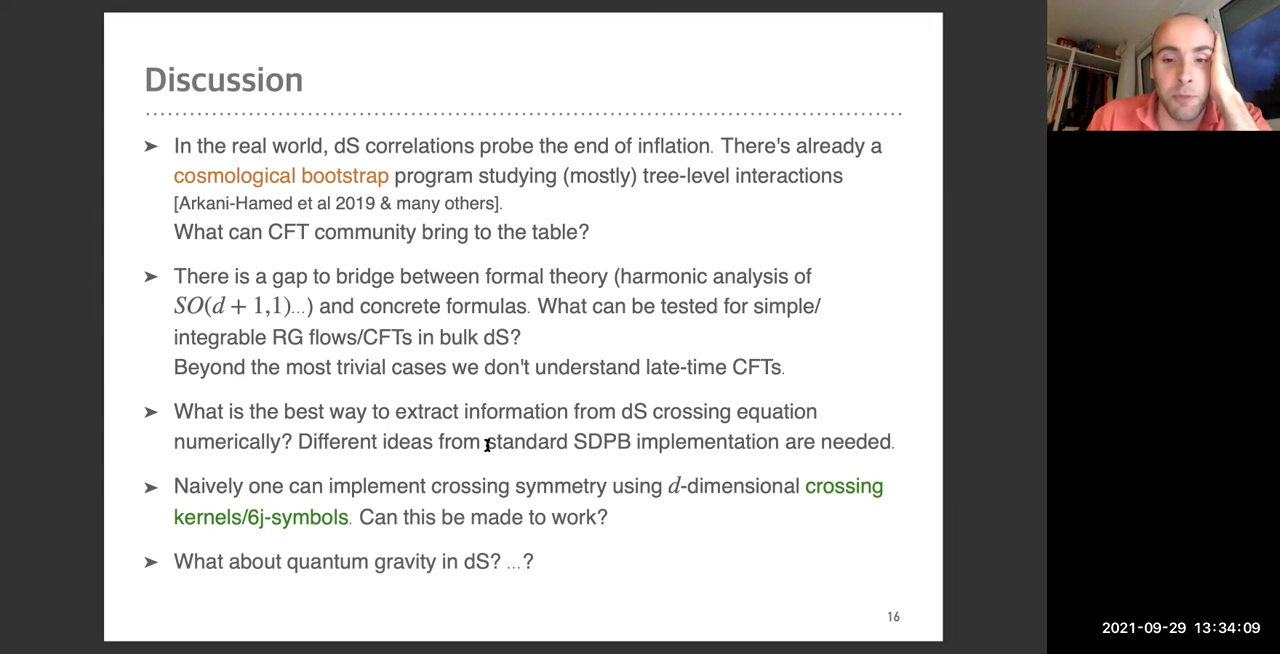 Discussion
➤ In the real world, dS correlations probe the end of inflation. There's already a
cosmological bootstrap program studying (mostly) tree-level interactions
[Arkani-Hamed et al 2019 & many others].
What can CFT community bring to the table?
➤ There is a gap to bridge between formal theory (harmonic analysis of
SO(d + 1,1)...) and concrete formulas. What can be tested for simple/
integrable RG flows/CFTs in bulk dS?
Beyond the most trivial cases we don't understand late-time CFTs.
➤ What is the best way to extract information from dS crossing equation
numerically? Different ideas from standard SDPB implementation are needed.
➤ Naively one can implement crossing symmetry using d-dimensional crossing
kernels/6j-symbols. Can this be made to work?
➤ What about quantum gravity in dS? ...?
16
2021-09-29 13:34:09